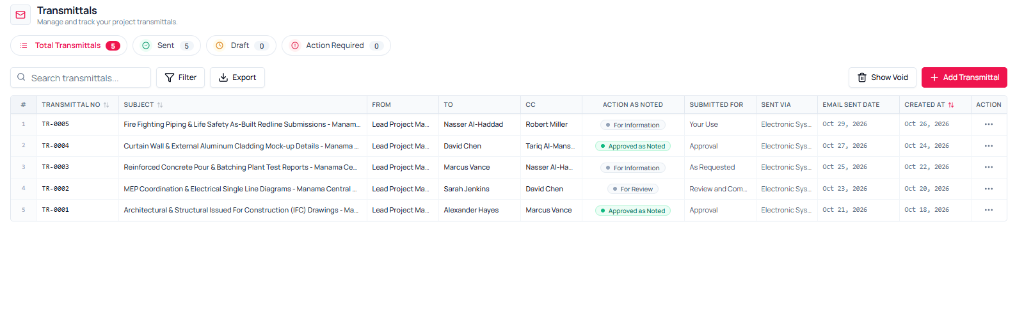 Transmittals
Manage and track your project transmittals
Total Transmittals 5 Sent 5 Draft 0 Action Required 0
Search transmittals... Filter Export Show Void + Add Transmittal
# TRANSMITTAL NO SUBJECT FROM TO CC ACTION AS NOTED SUBMITTED FOR SENT VIA EMAIL SENT DATE CREATED AT ACTION
1 TR-0005 Fire Fighting Piping & Life Safety As-Built Redline Submissions - Manam... Lead Project Ma... Nasser Al-Haddad Robert Miller For Information Your Use Electronic Sys... Oct 29, 2026 Oct 26, 2026 ...
2 TR-0004 Curtain Wall & External Aluminum Cladding Mock-up Details - Manama ... Lead Project Ma... David Chen Tariq Al-Mans... Approved as Noted Approval Electronic Sys... Oct 27, 2026 Oct 24, 2026 ...
3 TR-0003 Reinforced Concrete Pour & Batching Plant Test Reports - Manama Ce... Lead Project Ma... Marcus Vance Nasser Al-Ha... For Information As Requested Electronic Sys... Oct 25, 2026 Oct 22, 2026 ...
4 TR-0002 MEP Coordination & Electrical Single Line Diagrams - Manama Central ... Lead Project Ma... Sarah Jenkins David Chen For Review Review and Com... Electronic Sys... Oct 23, 2026 Oct 20, 2026 ...
5 TR-0001 Architectural & Structural Issued For Construction (IFC) Drawings - Ma... Lead Project Ma... Alexander Hayes Marcus Vance Approved as Noted Approval Electronic Sys... Oct 21, 2026 Oct 18, 2026 ...